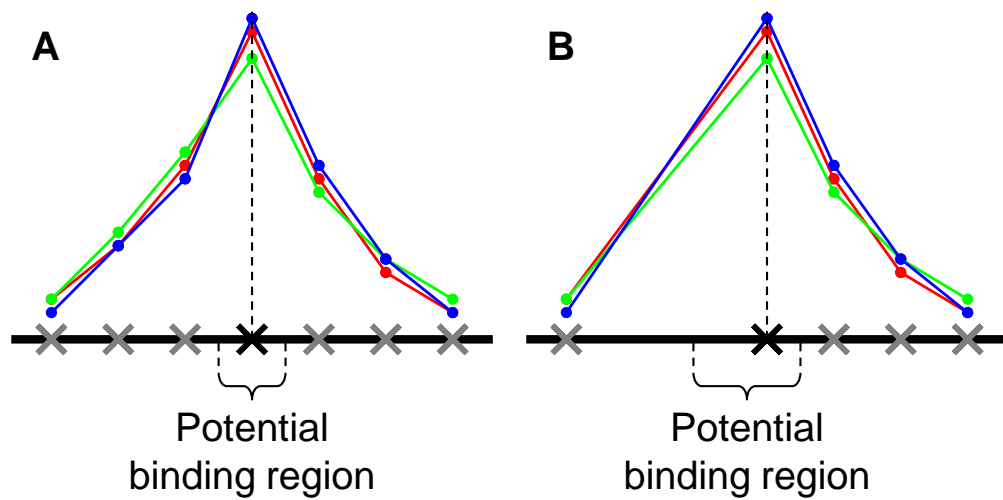 A
B
Potential
binding region
Potential
binding region